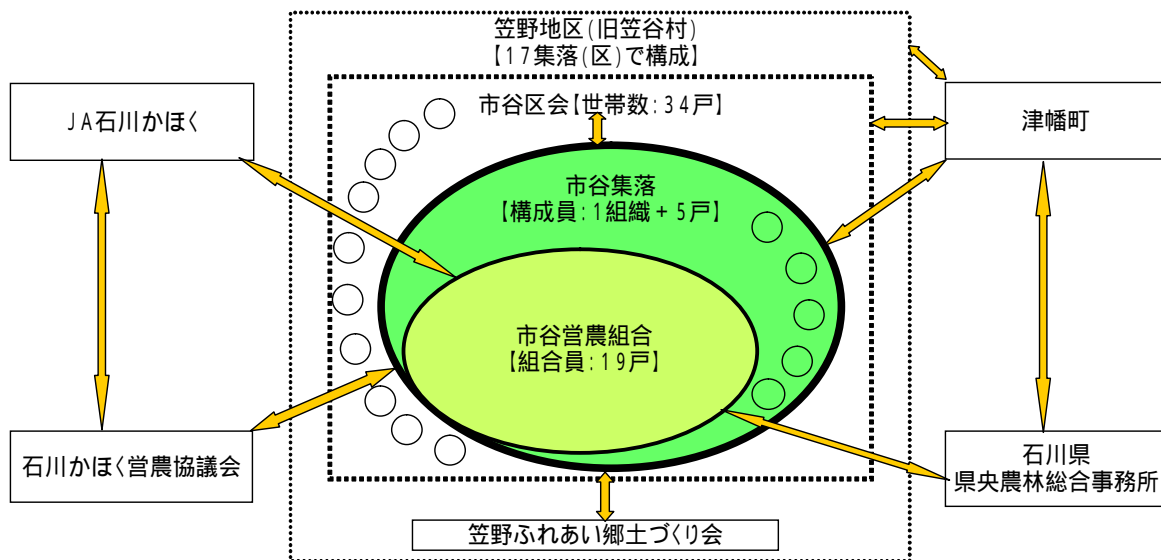 笠野地区(旧笠谷村)
【17集落(区)で構成】
市谷区会【世帯数:34戸】
JA石川かほく
津幡町
市谷集落
【構成員:1組織+5戸】
市谷営農組合
【組合員:19戸】
石川かほく営農協議会
石川県
県央農林総合事務所
笠野ふれあい郷土づくり会